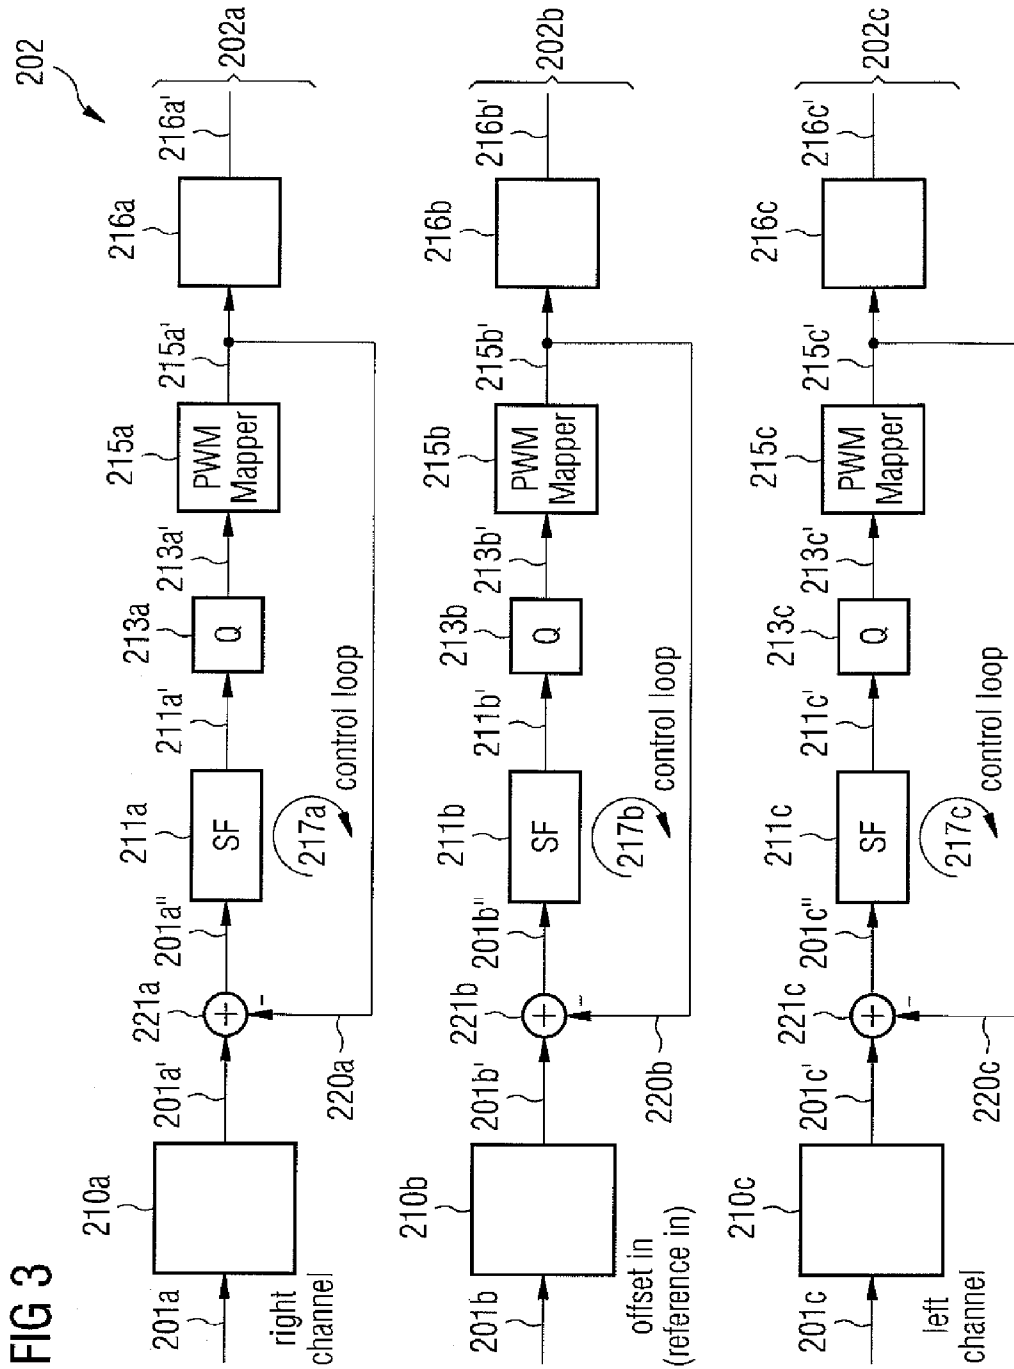 FIG 3
202
201a
right
channel
210a
201a'
221a
-
220a
201a"
211a
SF
217a
control loop
211a'
213a
Q
213a'
215a
PWM
Mapper
215a'
216a
216a'
202a
201b
offset in
(reference in)
210b
201b'
221b
-
220b
201b"
211b
SF
217b
control loop
211b'
213b
Q
213b'
215b
PWM
Mapper
215b'
216b
216b'
202b
201c
left
channel
210c
201c'
221c
-
220c
201c"
211c
SF
217c
control loop
211c'
213c
Q
213c'
215c
PWM
Mapper
215c'
216c
216c'
202c